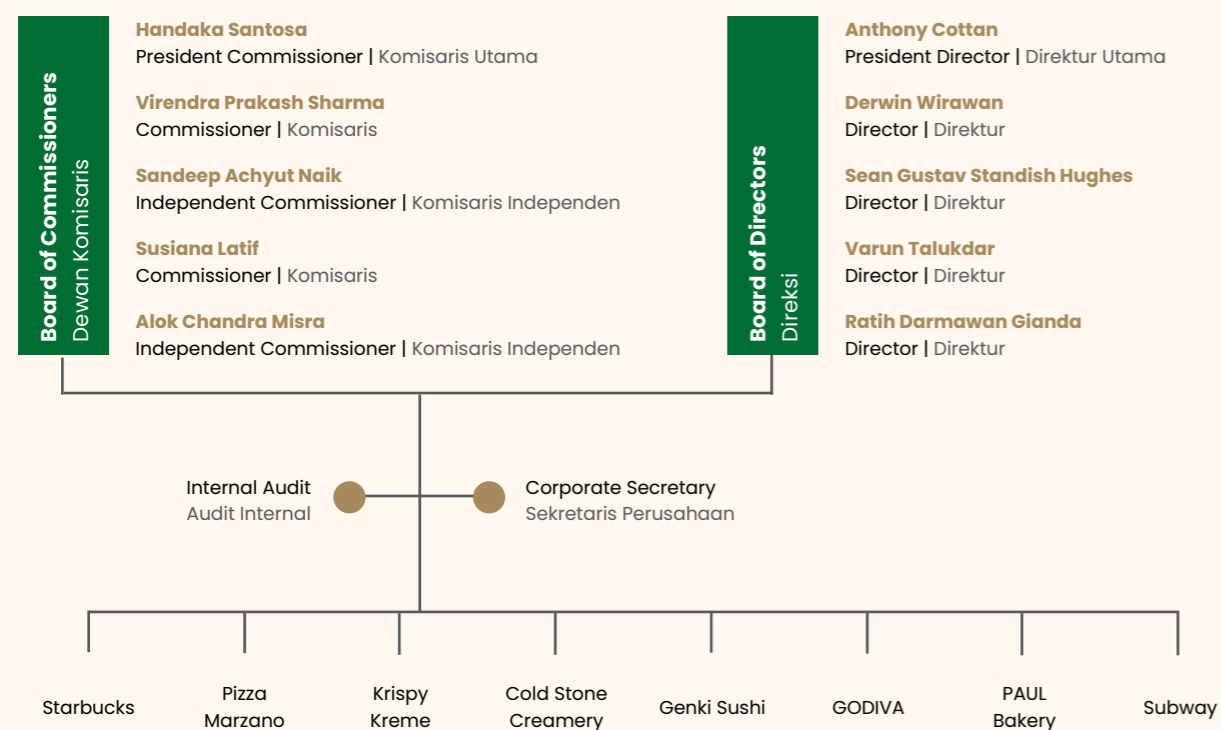 Board of Commissioners
Dewan Komisaris
Handaka Santosa
President Commissioner | Komisaris Utama
Virendra Prakash Sharma
Commissioner | Komisaris
Sandeep Achyut Naik
Independent Commissioner | Komisaris Independen
Susiana Latif
Commissioner | Komisaris
Alok Chandra Misra
Independent Commissioner | Komisaris Independen
Board of Directors
Direksi
Anthony Cottan
President Director | Direktur Utama
Derwin Wirawan
Director | Direktur
Sean Gustav Standish Hughes
Director | Direktur
Varun Talukdar
Director | Direktur
Ratih Darmawan Gianda
Director | Direktur
Internal Audit
Audit Internal
Corporate Secretary
Sekretaris Perusahaan
Starbucks
Pizza
Marzano
Krispy
Kreme
Cold Stone
Creamery
Genki Sushi
GODIVA
PAUL
Bakery
Subway